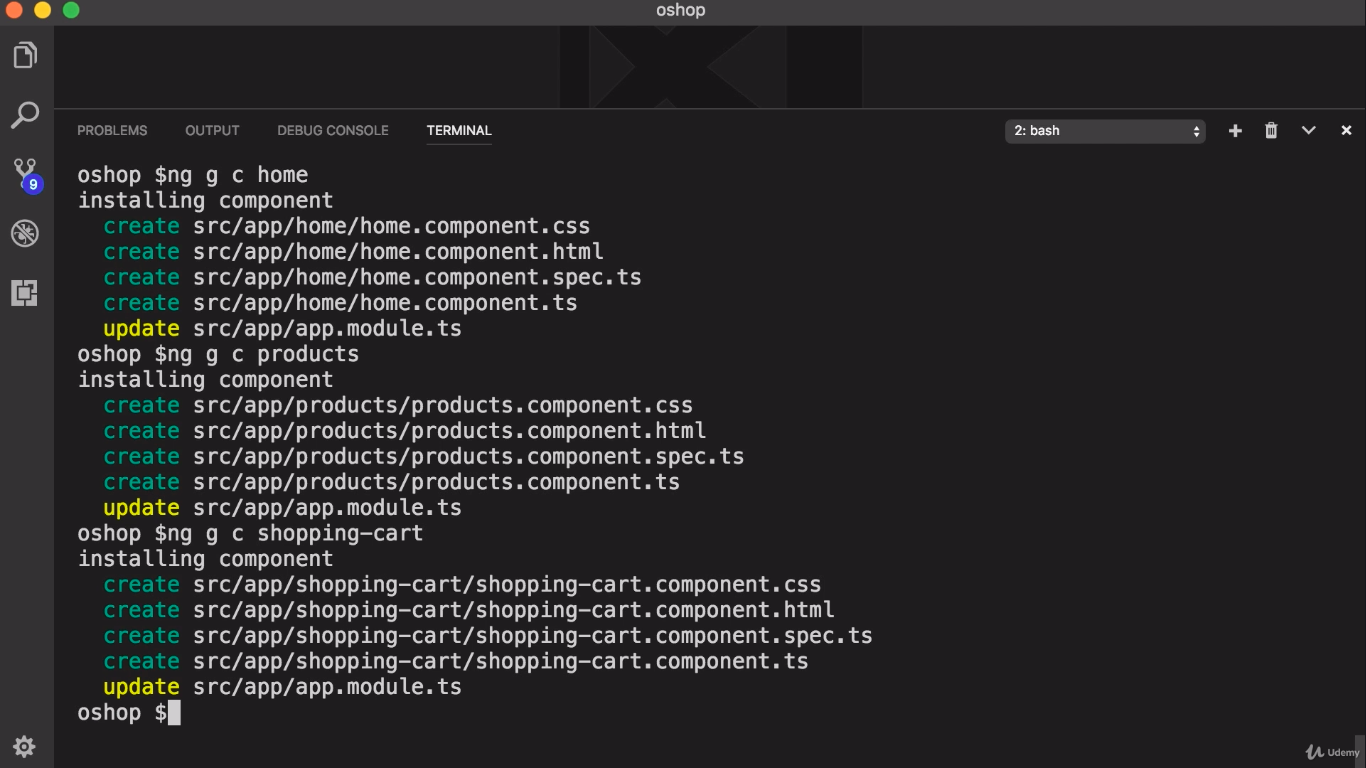 oshop
PROBLEMS OUTPUT DEBUG CONSOLE TERMINAL 2: bash
oshop $ng g c home
installing component
create src/app/home/home.component.css
create src/app/home/home.component.html
create src/app/home/home.component.spec.ts
create src/app/home/home.component.ts
update src/app/app.module.ts
oshop $ng g c products
installing component
create src/app/products/products.component.css
create src/app/products/products.component.html
create src/app/products/products.component.spec.ts
create src/app/products/products.component.ts
update src/app/app.module.ts
oshop $ng g c shopping-cart
installing component
create src/app/shopping-cart/shopping-cart.component.css
create src/app/shopping-cart/shopping-cart.component.html
create src/app/shopping-cart/shopping-cart.component.spec.ts
create src/app/shopping-cart/shopping-cart.component.ts
update src/app/app.module.ts
oshop $
9
Udemy